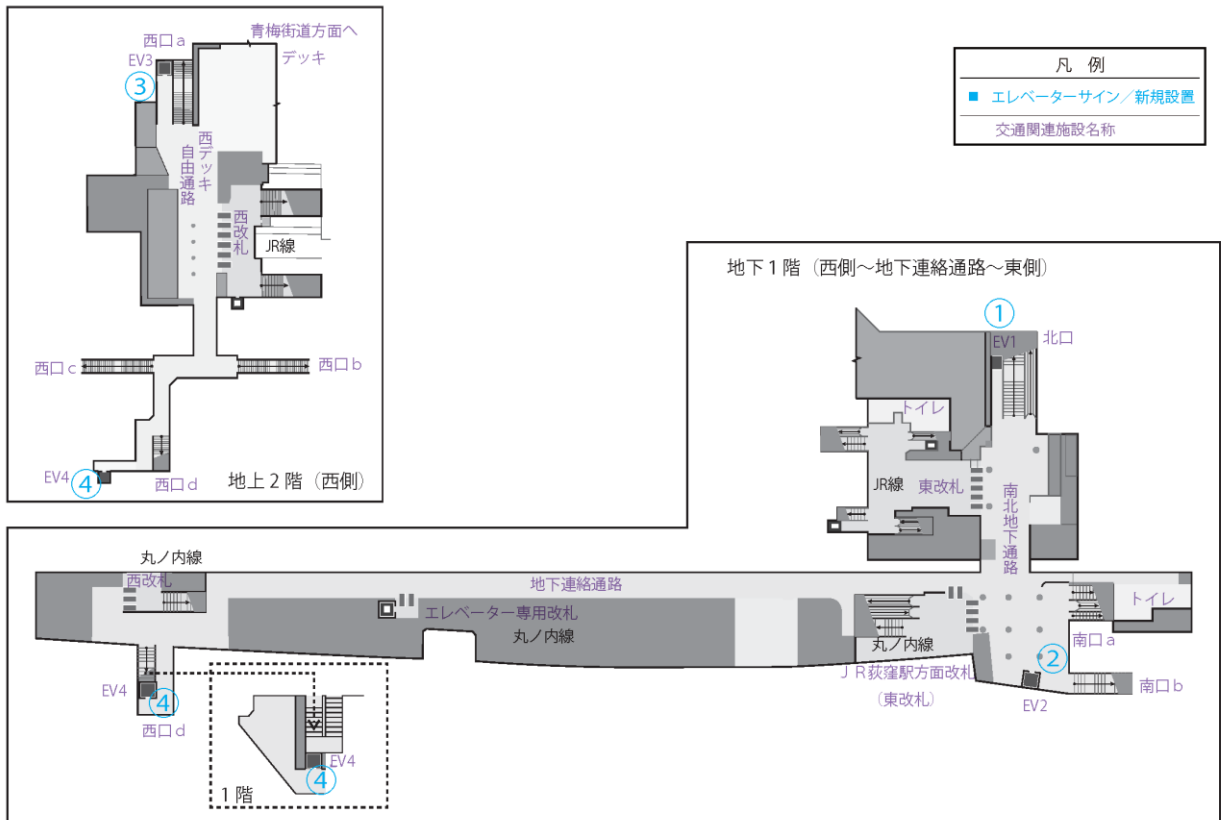 青梅街道方面へ
デッキ
西口a
EV3
③
西デッキ
自由通路
西改札
JR線
西口c
西口b
EV4
④
西口d
地上2階（西側）
凡 例
エレベーターサイン／新規設置
交通関連施設名称
地下1階（西側～地下連絡通路～東側）
①
EV1
北口
トイレ
JR線
東改札
南北地下通路
丸ノ内線
西改札
地下連絡通路
エレベーター専用改札
丸ノ内線
丸ノ内線
JR荻窪駅方面改札
（東改札）
トイレ
南口a
②
EV2
南口b
EV4
④
西口d
EV4
④
1階